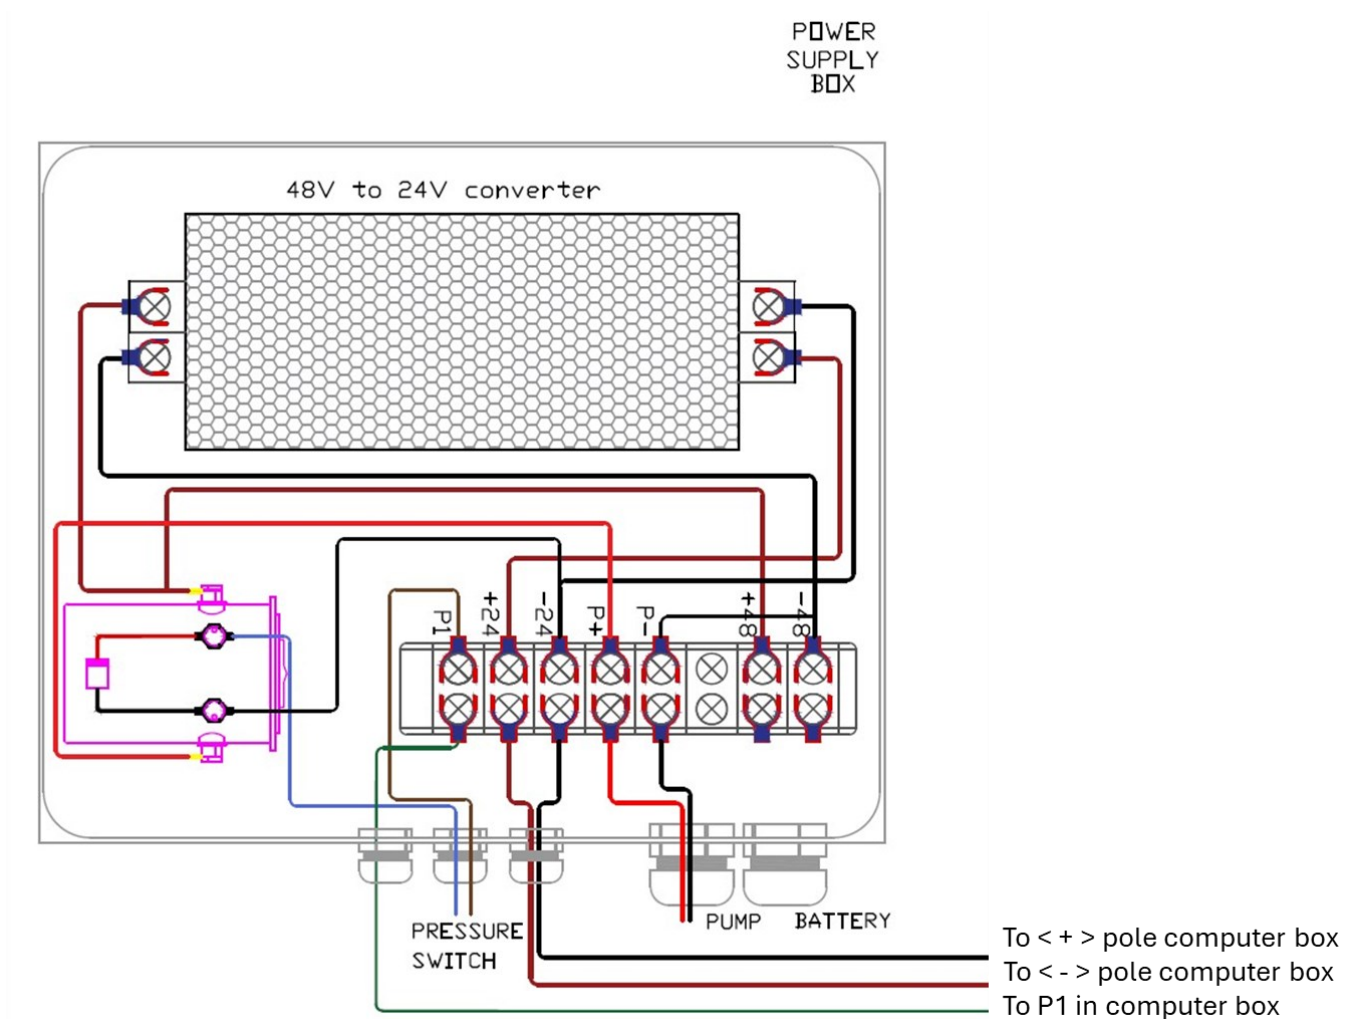 POWER
SUPPLY
BOX
48V to 24V converter
P1
+24
-24
P+
P-
+48
-48
PRESSURE
SWITCH
PUMP
BATTERY
To < + > pole computer box
To < - > pole computer box
To P1 in computer box